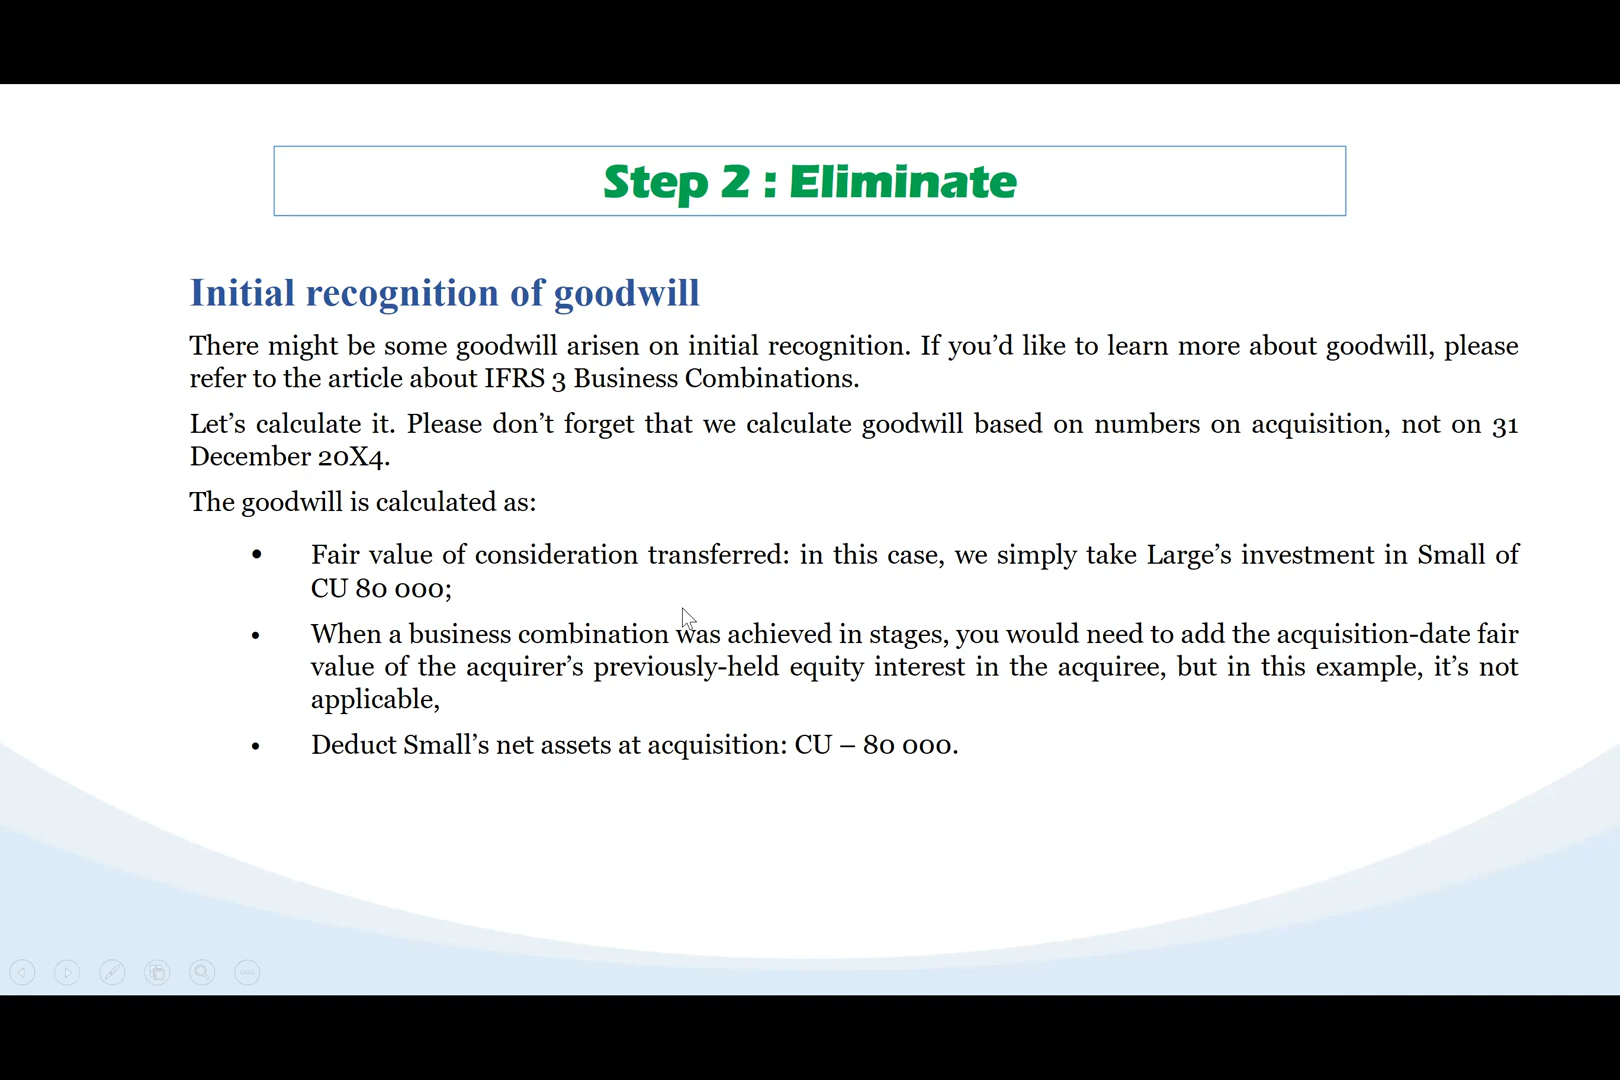 Step 2 : Eliminate
Initial recognition of goodwill
There might be some goodwill arisen on initial recognition. If you’d like to learn more about goodwill, please
refer to the article about IFRS 3 Business Combinations.
Let’s calculate it. Please don’t forget that we calculate goodwill based on numbers on acquisition, not on 31
December 20X4.
The goodwill is calculated as:
• Fair value of consideration transferred: in this case, we simply take Large’s investment in Small of
CU 80 000;
• When a business combination was achieved in stages, you would need to add the acquisition-date fair
value of the acquirer’s previously-held equity interest in the acquiree, but in this example, it’s not
applicable,
• Deduct Small’s net assets at acquisition: CU – 80 000.